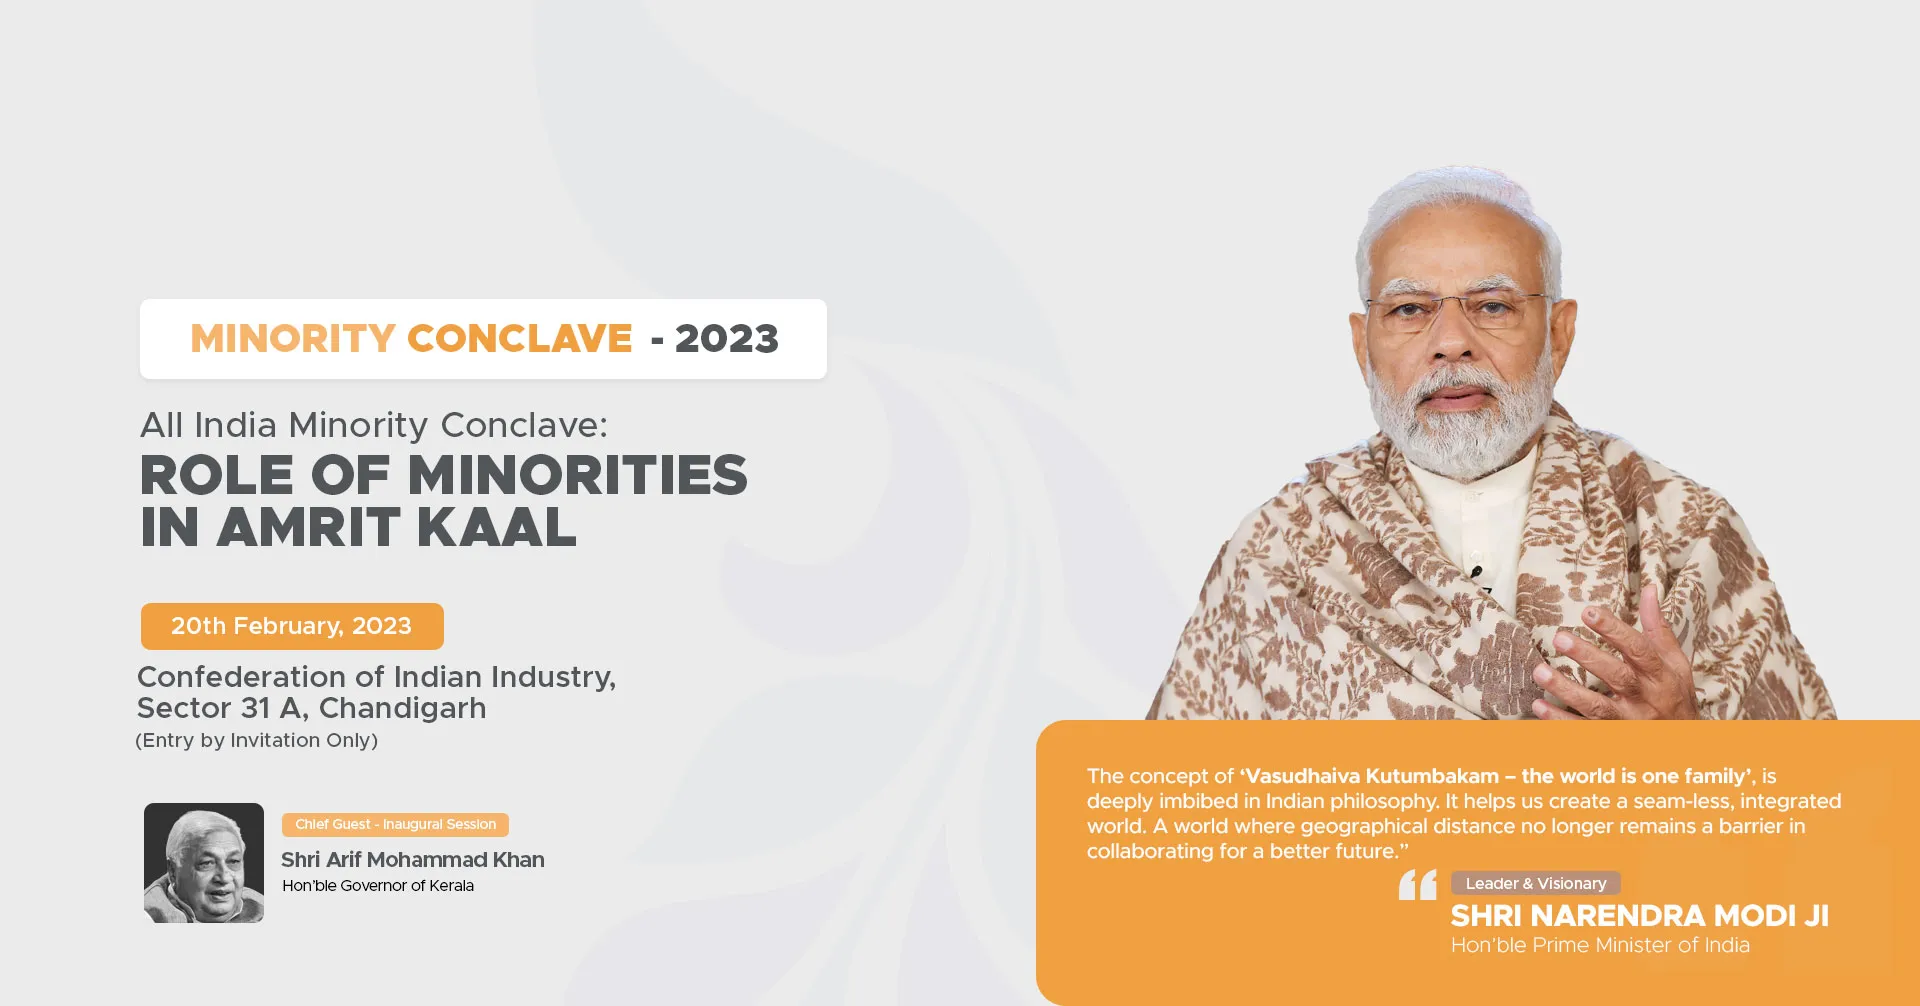 MINORITY CONCLAVE - 2023
All India Minority Conclave:
ROLE OF MINORITIES
IN AMRIT KAAL
20th February, 2023
Confederation of Indian Industry,
Sector 31 A, Chandigarh
(Entry by Invitation Only)
Chief Guest - Inaugural Session
Shri Arif Mohammad Khan
Hon'ble Governor of Kerala
The concept of ‘Vasudhaiva Kutumbakam – the world is one family’, is
deeply imbibed in Indian philosophy. It helps us create a seam-less, integrated
world. A world where geographical distance no longer remains a barrier in
collaborating for a better future.”
“
Leader & Visionary
SHRI NARENDRA MODI JI
Hon’ble Prime Minister of India